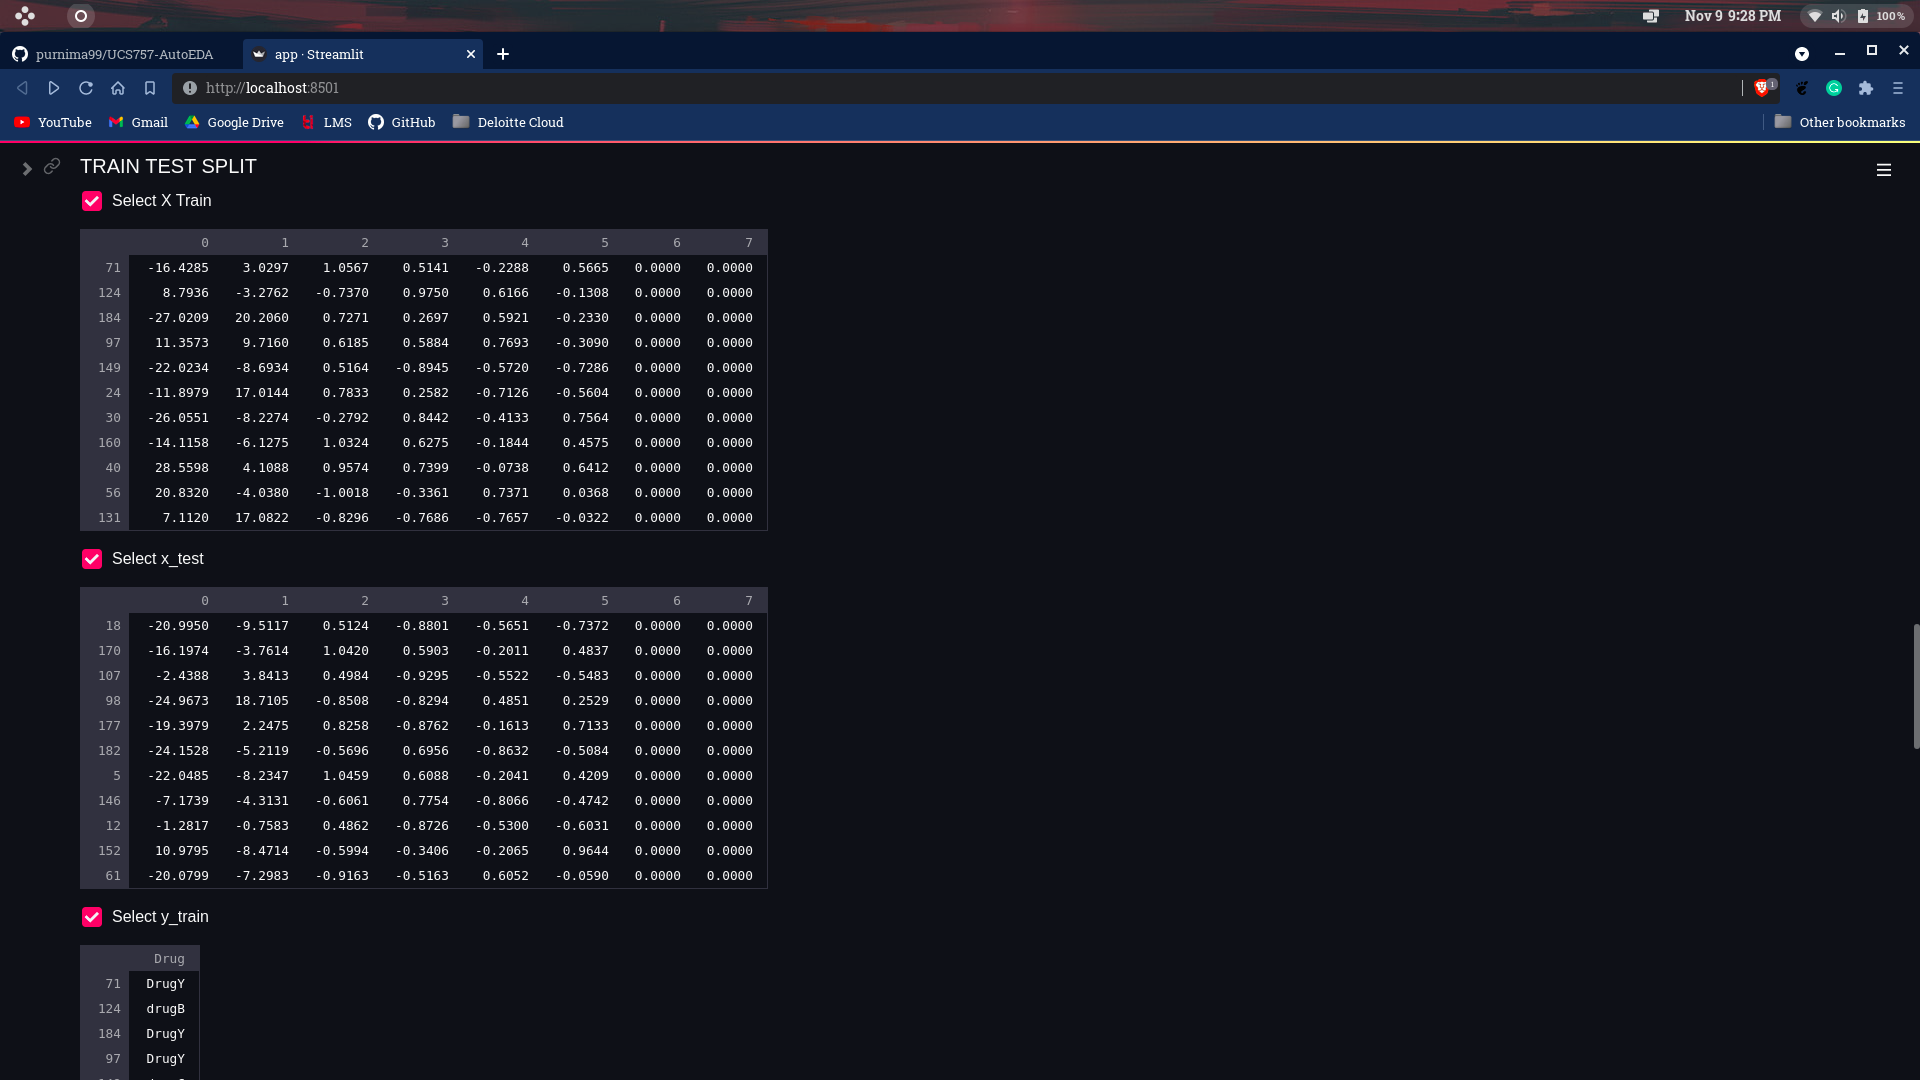 Nov 9 9:28 PM
100%
purnima99/UCS757-AutoEDA
app · Streamlit
http://localhost:8501
1
YouTube Gmail Google Drive LMS GitHub Deloitte Cloud Other bookmarks
TRAIN TEST SPLIT
Select X Train
0 1 2 3 4 5 6 7
71 -16.4285 3.0297 1.0567 0.5141 -0.2288 0.5665 0.0000 0.0000
124 8.7936 -3.2762 -0.7370 0.9750 0.6166 -0.1308 0.0000 0.0000
184 -27.0209 20.2060 0.7271 0.2697 0.5921 -0.2330 0.0000 0.0000
97 11.3573 9.7160 0.6185 0.5884 0.7693 -0.3090 0.0000 0.0000
149 -22.0234 -8.6934 0.5164 -0.8945 -0.5720 -0.7286 0.0000 0.0000
24 -11.8979 17.0144 0.7833 0.2582 -0.7126 -0.5604 0.0000 0.0000
30 -26.0551 -8.2274 -0.2792 0.8442 -0.4133 0.7564 0.0000 0.0000
160 -14.1158 -6.1275 1.0324 0.6275 -0.1844 0.4575 0.0000 0.0000
40 28.5598 4.1088 0.9574 0.7399 -0.0738 0.6412 0.0000 0.0000
56 20.8320 -4.0380 -1.0018 -0.3361 0.7371 0.0368 0.0000 0.0000
131 7.1120 17.0822 -0.8296 -0.7686 -0.7657 -0.0322 0.0000 0.0000
Select x_test
0 1 2 3 4 5 6 7
18 -20.9950 -9.5117 0.5124 -0.8801 -0.5651 -0.7372 0.0000 0.0000
170 -16.1974 -3.7614 1.0420 0.5903 -0.2011 0.4837 0.0000 0.0000
107 -2.4388 3.8413 0.4984 -0.9295 -0.5522 -0.5483 0.0000 0.0000
98 -24.9673 18.7105 -0.8508 -0.8294 0.4851 0.2529 0.0000 0.0000
177 -19.3979 2.2475 0.8258 -0.8762 -0.1613 0.7133 0.0000 0.0000
182 -24.1528 -5.2119 -0.5696 0.6956 -0.8632 -0.5084 0.0000 0.0000
5 -22.0485 -8.2347 1.0459 0.6088 -0.2041 0.4209 0.0000 0.0000
146 -7.1739 -4.3131 -0.6061 0.7754 -0.8066 -0.4742 0.0000 0.0000
12 -1.2817 -0.7583 0.4862 -0.8726 -0.5300 -0.6031 0.0000 0.0000
152 10.9795 -8.4714 -0.5994 -0.3406 -0.2065 0.9644 0.0000 0.0000
61 -20.0799 -7.2983 -0.9163 -0.5163 0.6052 -0.0590 0.0000 0.0000
Select y_train
Drug
71 DrugY
124 drugB
184 DrugY
97 DrugY